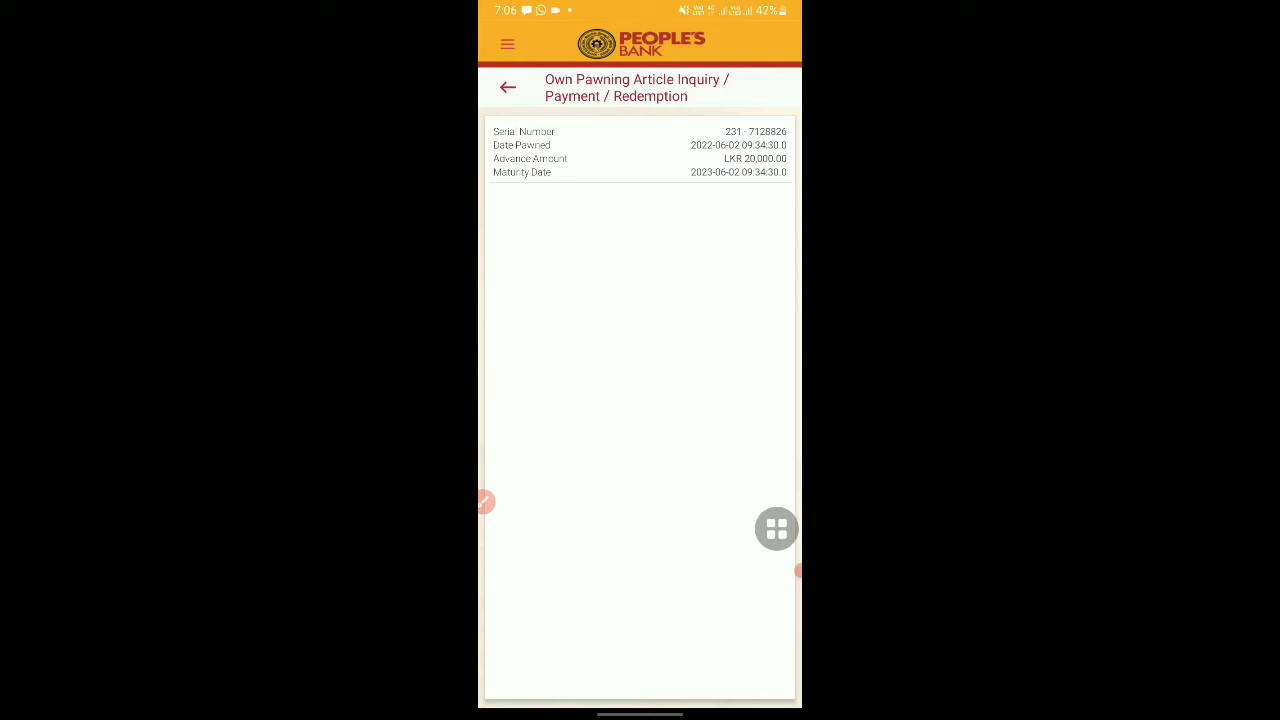 7:06 42%
PEOPLE'S
BANK
Own Pawning Article Inquiry /
Payment / Redemption
Serial Number 231 - 7128826
Date Pawned 2022-06-02 09:34:30.0
Advance Amount LKR 20,000.00
Maturity Date 2023-06-02 09:34:30.0